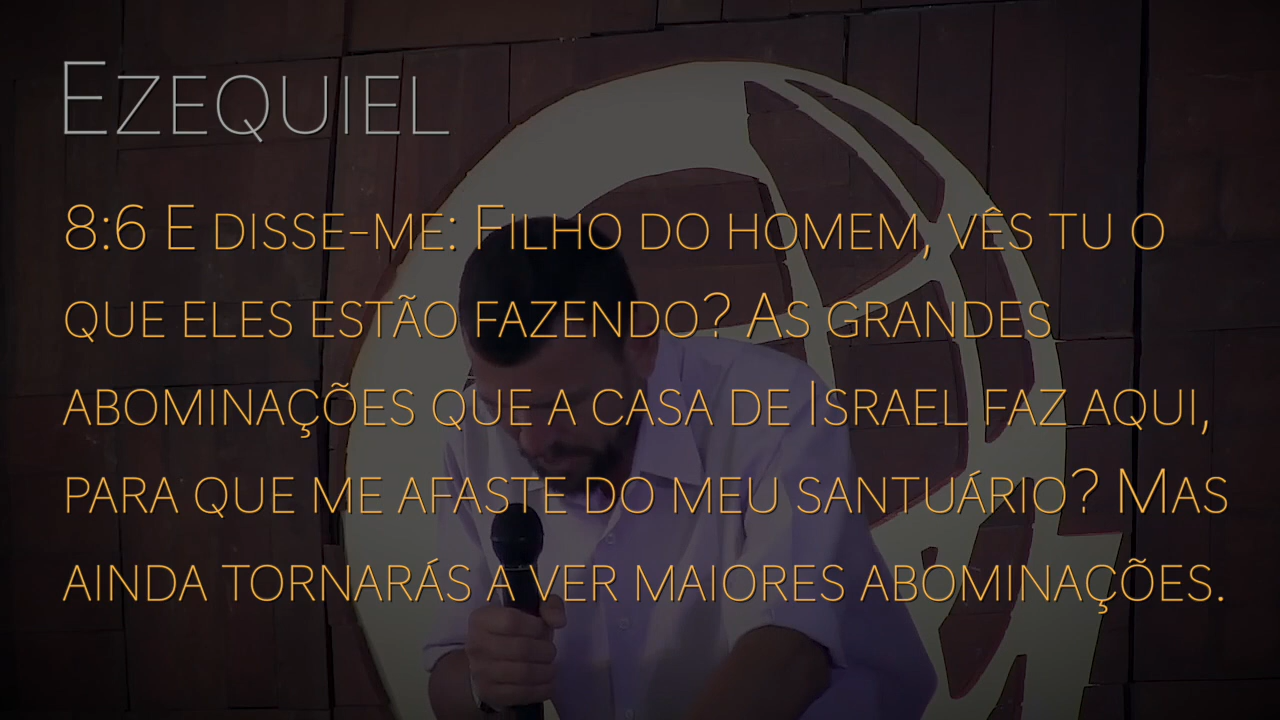 Ezequiel
8:6 E disse-me: Filho do homem, vês tu o
que eles estão fazendo? As grandes
abominações que a casa de Israel faz aqui,
para que me afaste do meu santuário? Mas
ainda tornarás a ver maiores abominações.